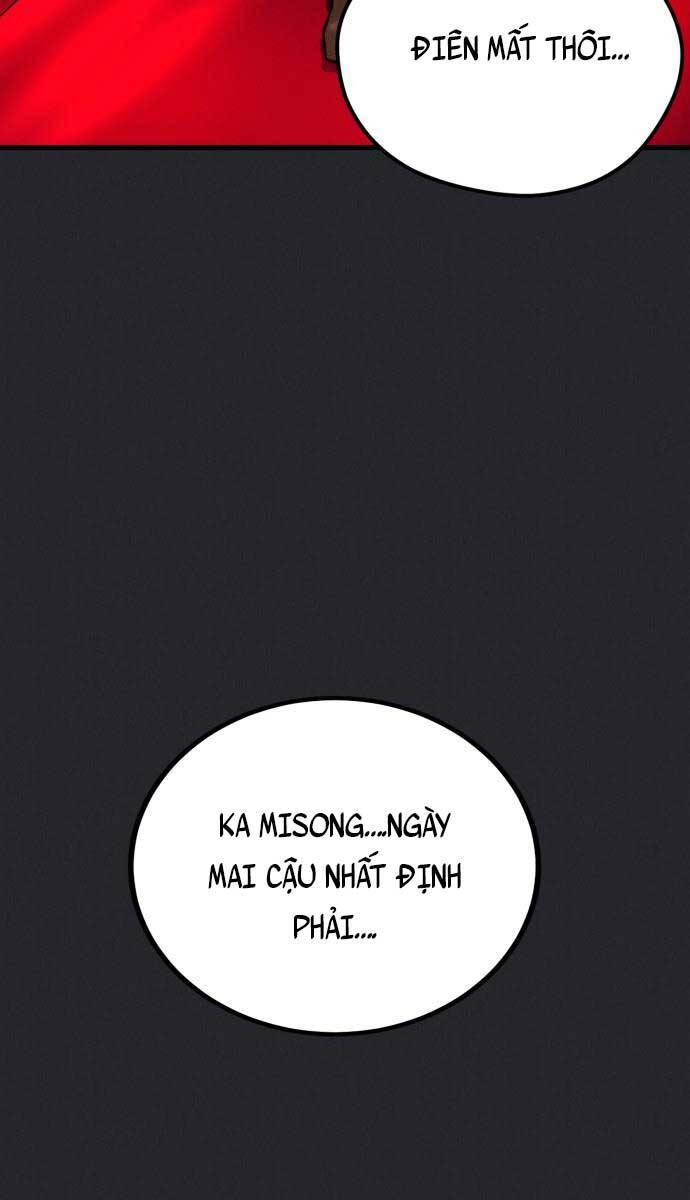 ĐIÊN MẤT THÔI...
KA MISONG....NGÀY
MAI CẬU NHẤT ĐỊNH
PHẢI....